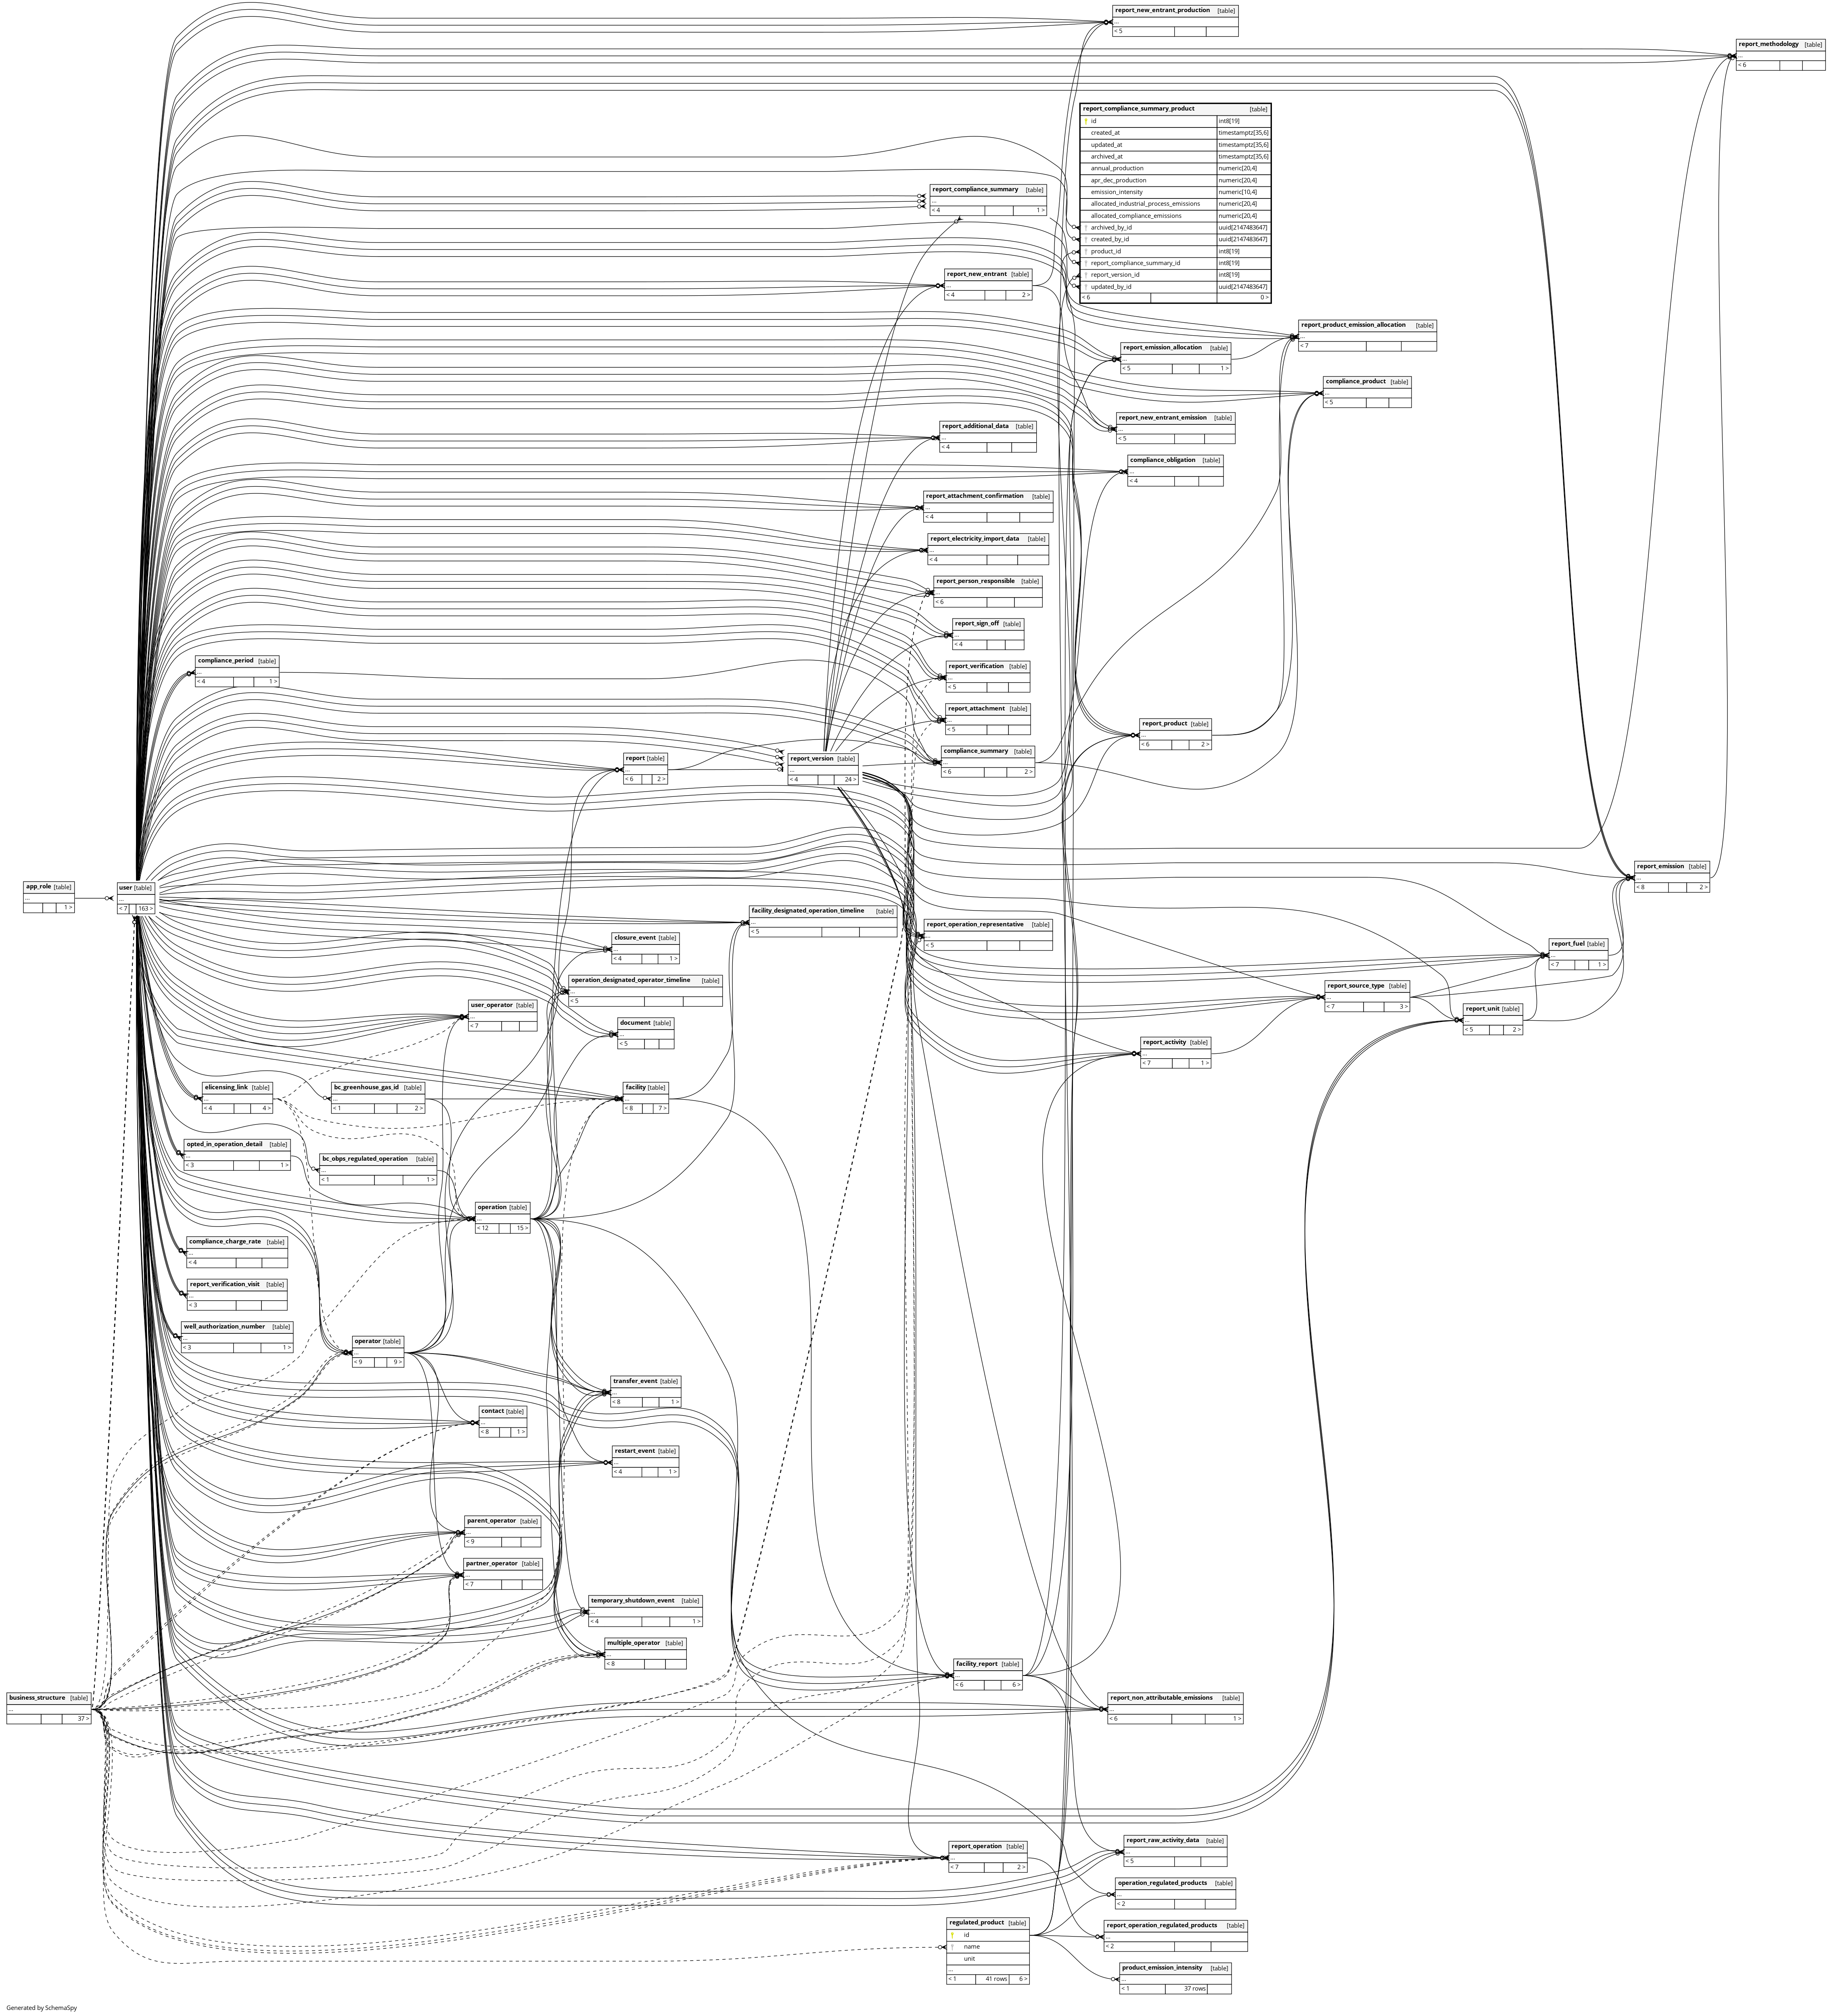 report_new_entrant_production [table]
...
< 5
report_methodology [table]
...
< 6
report_compliance_summary_product [table]
id int8[19]
created_at timestamptz[35,6]
updated_at timestamptz[35,6]
archived_at timestamptz[35,6]
annual_production numeric[20,4]
apr_dec_production numeric[20,4]
emission_intensity numeric[10,4]
allocated_industrial_process_emissions numeric[20,4]
allocated_compliance_emissions numeric[20,4]
archived_by_id uuid[2147483647]
created_by_id uuid[2147483647]
product_id int8[19]
report_compliance_summary_id int8[19]
report_version_id int8[19]
updated_by_id uuid[2147483647]
< 6 0 >
report_compliance_summary [table]
...
< 4 1 >
report_new_entrant [table]
...
< 4 2 >
report_product_emission_allocation [table]
...
< 7
report_emission_allocation [table]
...
< 5 1 >
compliance_product [table]
...
< 5
report_new_entrant_emission [table]
...
< 5
report_additional_data [table]
...
< 4
compliance_obligation [table]
...
< 4
report_attachment_confirmation [table]
...
< 4
report_electricity_import_data [table]
...
< 4
report_person_responsible [table]
...
< 6
report_sign_off [table]
...
< 4
compliance_period [table]
...
< 4 1 >
report_verification [table]
...
< 5
report_attachment [table]
...
< 5
report_product [table]
...
< 6 2 >
compliance_summary [table]
...
< 6 2 >
report [table]
...
< 6 2 >
report_version [table]
...
< 4 24 >
report_emission [table]
...
< 8 2 >
app_role [table]
...
1 >
user [table]
...
< 7 163 >
facility_designated_operation_timeline [table]
...
< 5
report_operation_representative [table]
...
< 5
closure_event [table]
...
< 4 1 >
report_fuel [table]
...
< 7 1 >
operation_designated_operator_timeline [table]
...
< 5
report_source_type [table]
...
< 7 3 >
user_operator [table]
...
< 7
report_unit [table]
...
< 5 2 >
document [table]
...
< 5
report_activity [table]
...
< 7 1 >
elicensing_link [table]
...
< 4 4 >
bc_greenhouse_gas_id [table]
...
< 1 2 >
facility [table]
...
< 8 7 >
opted_in_operation_detail [table]
...
< 3 1 >
bc_obps_regulated_operation [table]
...
< 1 1 >
operation [table]
...
< 12 15 >
compliance_charge_rate [table]
...
< 4
report_verification_visit [table]
...
< 3
well_authorization_number [table]
...
< 3 1 >
operator [table]
...
< 9 9 >
transfer_event [table]
...
< 8 1 >
contact [table]
...
< 8 1 >
restart_event [table]
...
< 4 1 >
parent_operator [table]
...
< 9
partner_operator [table]
...
< 7
temporary_shutdown_event [table]
...
< 4 1 >
multiple_operator [table]
...
< 8
facility_report [table]
...
< 6 6 >
business_structure [table]
...
37 >
report_non_attributable_emissions [table]
...
< 6 1 >
report_raw_activity_data [table]
...
< 5
report_operation [table]
...
< 7 2 >
operation_regulated_products [table]
...
< 2
regulated_product [table]
id
name
unit
...
< 1 41 rows 6 >
report_operation_regulated_products [table]
...
< 2
product_emission_intensity [table]
...
< 1 37 rows
Generated by SchemaSpy